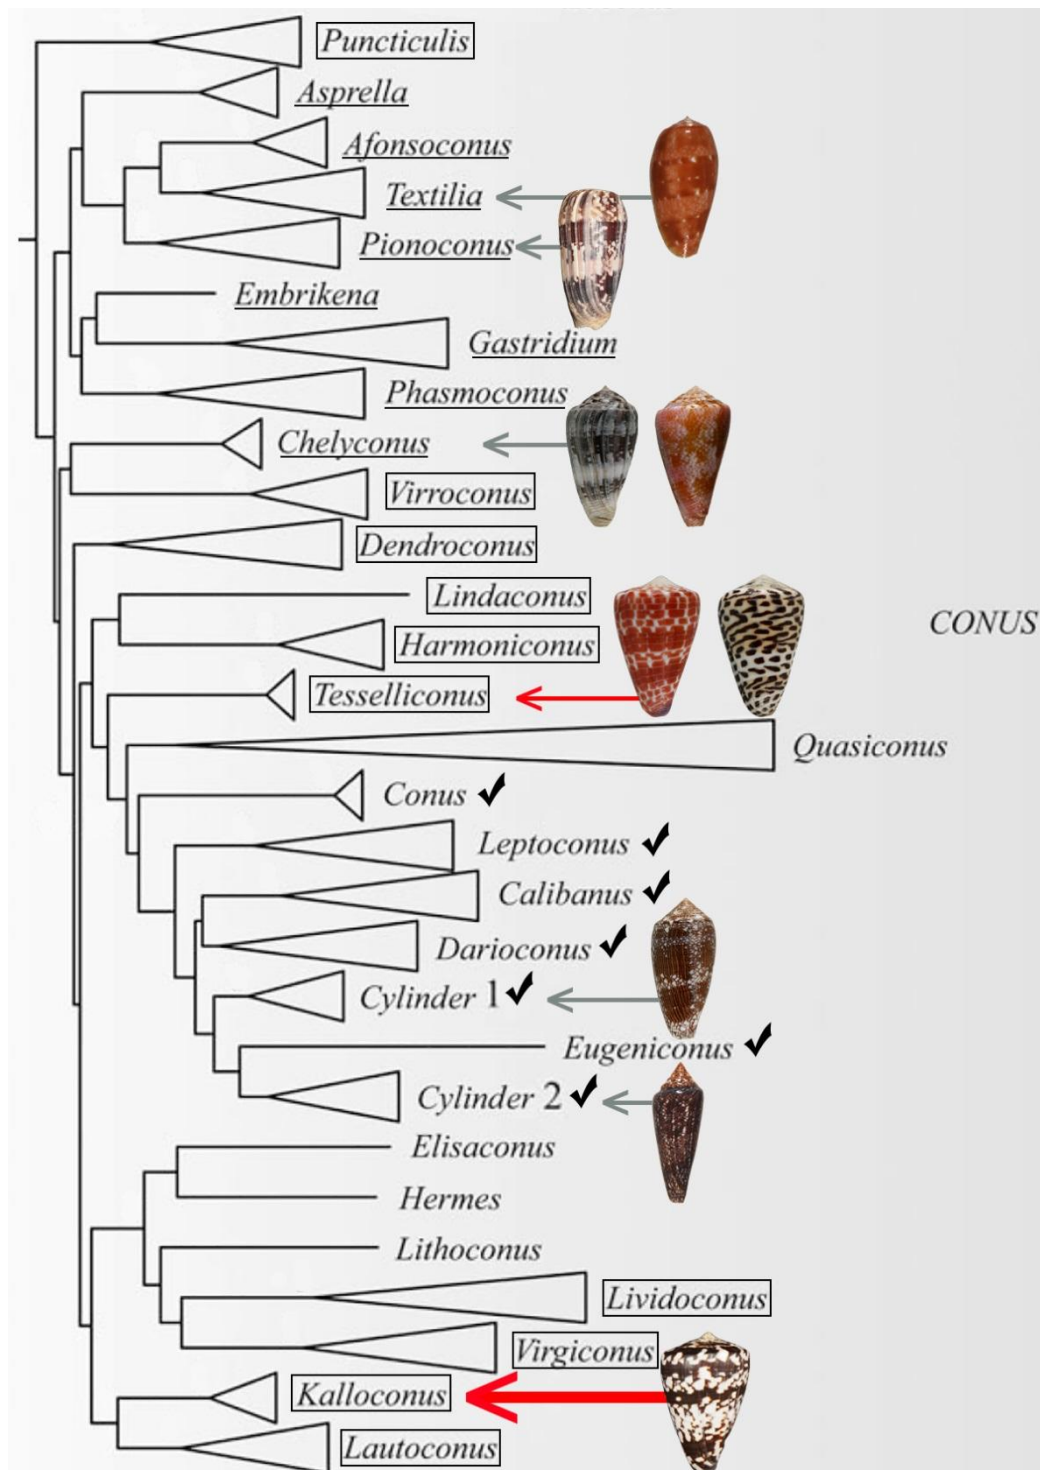 Puncticulis
Asprella
Afonsoconus
Textilia
Pionoconus
Embrikena
Gastridium
Phasmoconus
Chelyconus
Virroconus
Dendroconus
Lindaconus
CONUS
Harmoniconus
Tesselliconus
Quasiconus
Conus ✓
Leptoconus ✓
Calibanus ✓
Darioconus ✓
Cylinder 1 ✓
Eugeniconus ✓
Cylinder 2 ✓
Elisaconus
Hermes
Lithoconus
Lividoconus
Virgiconus
Kalloconus
Lautoconus